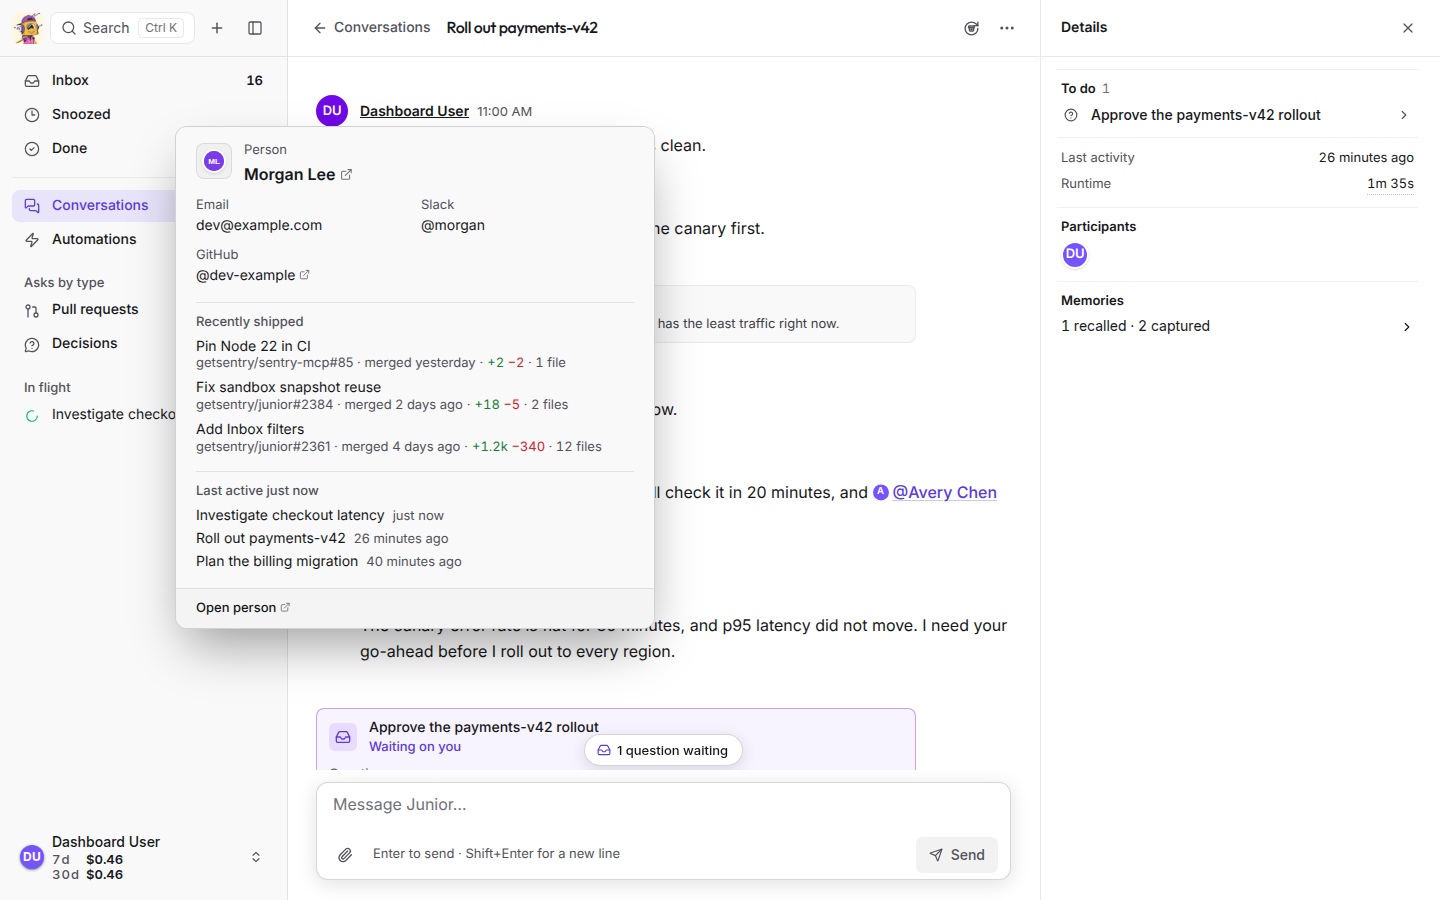 Search Ctrl K
Inbox 16
Snoozed
Done
Conversations
Automations
Asks by type
Pull requests
Decisions
In flight
Investigate checko
Dashboard User
7d $0.46
30d $0.46
DU
Conversations Roll out payments-v42
DU Dashboard User 11:00 AM
clean.
canary first.
has the least traffic right now.
check it in 20 minutes, and A @Avery Chen
minutes, and p95 latency did not move. I need your
go-ahead before I roll out to every region.
Person
ML Morgan Lee
Email Slack
dev@example.com @morgan
GitHub
@dev-example
Recently shipped
Pin Node 22 in CI
getsentry/sentry-mcp#85 · merged yesterday · +2 −2 · 1 file
Fix sandbox snapshot reuse
getsentry/junior#2384 · merged 2 days ago · +18 −5 · 2 files
Add Inbox filters
getsentry/junior#2361 · merged 4 days ago · +1.2k −340 · 12 files
Last active just now
Investigate checkout latency just now
Roll out payments-v42 26 minutes ago
Plan the billing migration 40 minutes ago
Open person
Approve the payments-v42 rollout
Waiting on you
1 question waiting
Message Junior...
Enter to send · Shift+Enter for a new line
Send
Details
To do 1
Approve the payments-v42 rollout
Last activity 26 minutes ago
Runtime 1m 35s
Participants
DU
Memories
1 recalled · 2 captured